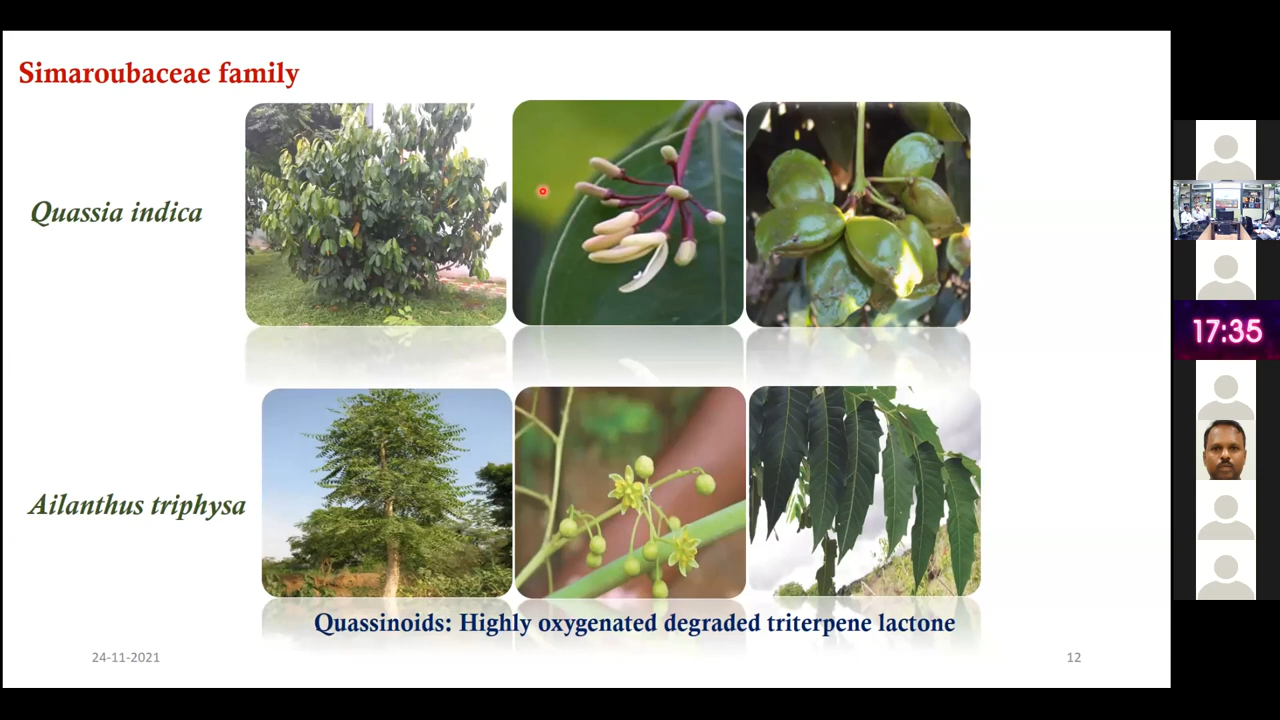 Simaroubaceae family
Quassia indica
17:35
Ailanthus triphysa
Quassinoids: Highly oxygenated degraded triterpene lactone
24-11-2021
12